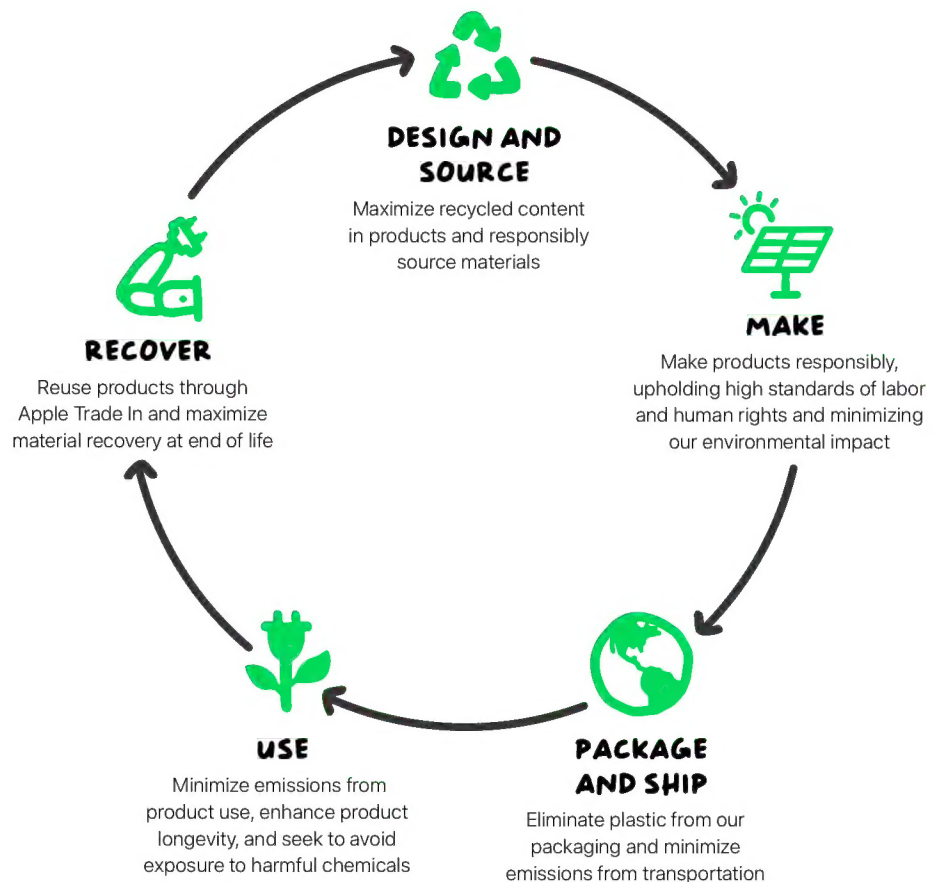 DESIGN AND
SOURCE
Maximize recycled content
in products and responsibly
source materials
MAKE
Make products responsibly,
upholding high standards of labor
and human rights and minimizing
our environmental impact
PACKAGE
AND SHIP
Eliminate plastic from our
packaging and minimize
emissions from transportation
USE
Minimize emissions from
product use, enhance product
longevity, and seek to avoid
exposure to harmful chemicals
RECOVER
Reuse products through
Apple Trade In and maximize
material recovery at end of life